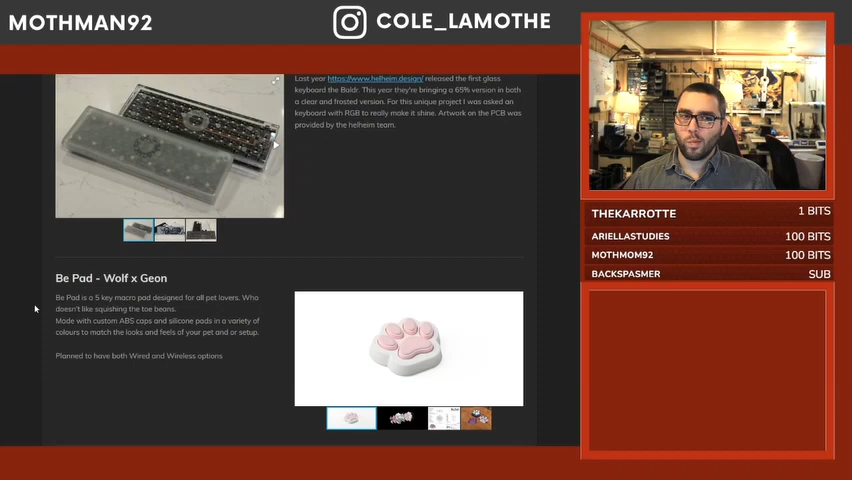 MOTHMAN92
COLE_LAMOTHE
Last year https://www.helheim.design/ released the first glass
keyboard the Baldr. This year they're bringing a 65% version in both
a clear and frosted version. For this unique project I was asked an
keyboard with RGB to really make it shine. Artwork on the PCB was
provided by the helheim team.
Be Pad - Wolf x Geon
Be Pad is a 5 key macro pad designed for all pet lovers. Who
doesn't like squishing the toe beans.
Made with custom ABS caps and silicone pads in a variety of
colours to match the looks and feels of your pet and or setup.
Planned to have both Wired and Wireless options
THEKARROTTE 1 BITS
ARIELLASTUDIES 100 BITS
MOTHMOM92 100 BITS
BACKSPASMER SUB